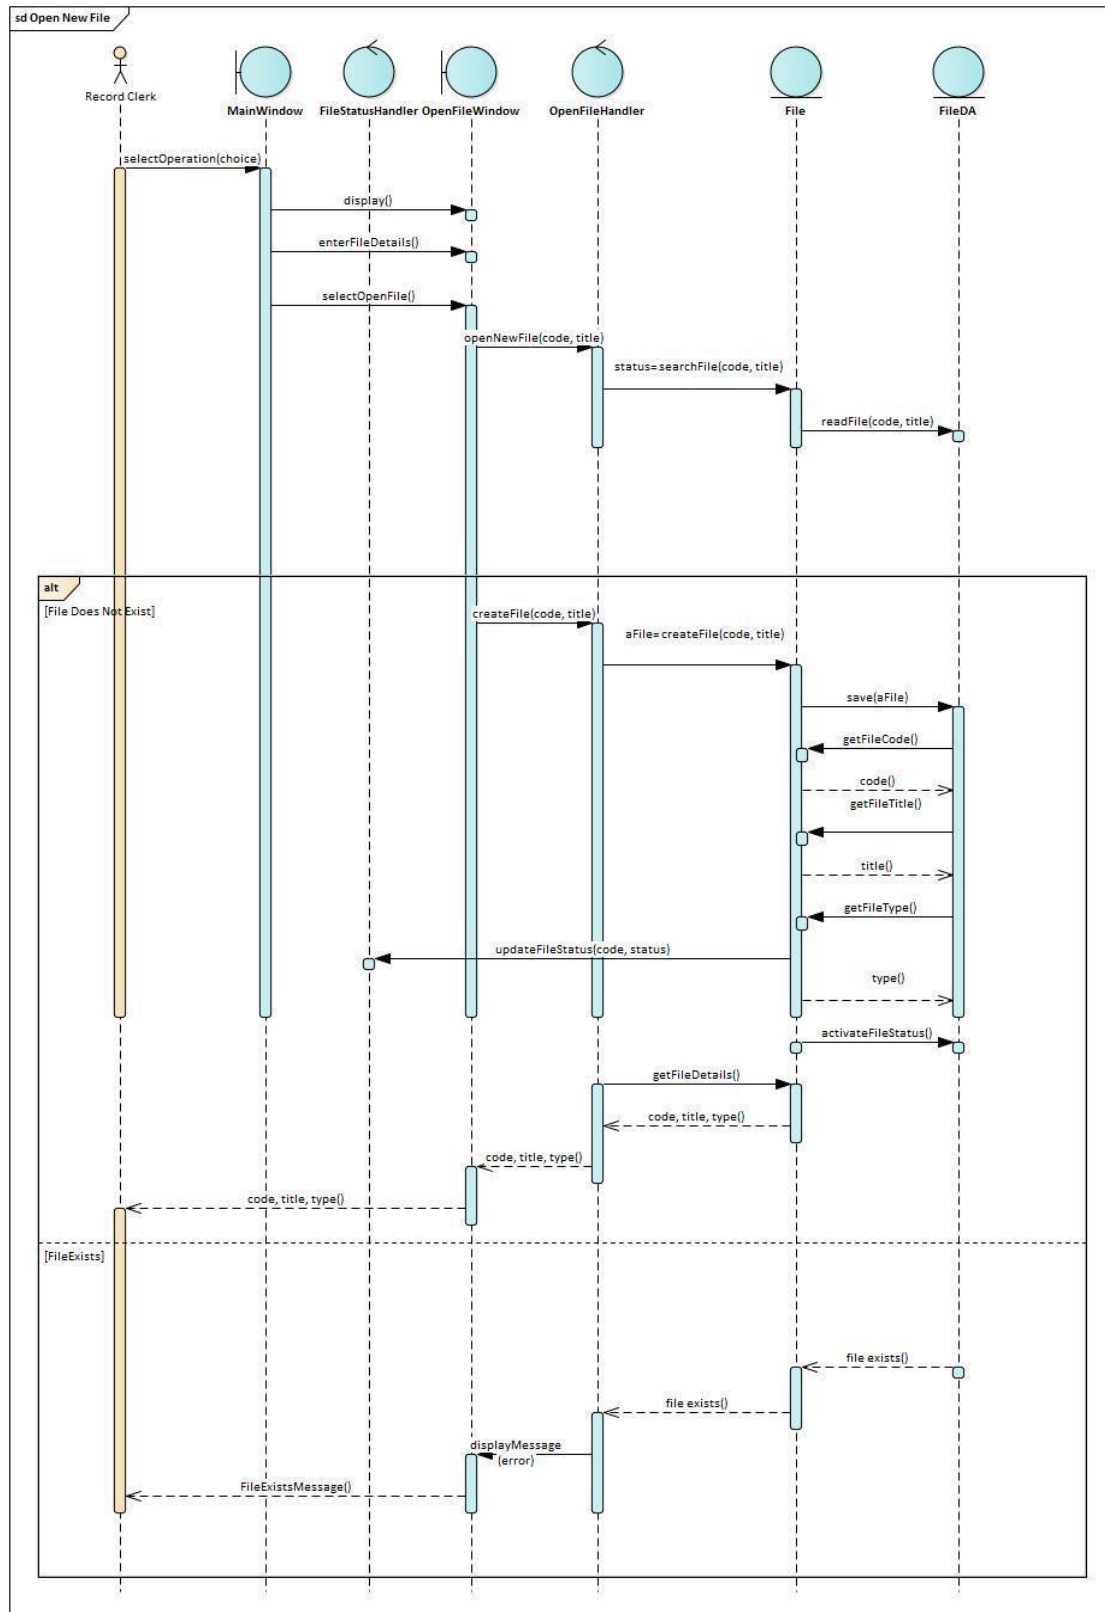 sd Open New File
Record Clerk
MainWindow
FileStatusHandler
OpenFileWindow
OpenFileHandler
File
FileDA
selectOperation(choice)
display()
enterFileDetails()
selectOpenFile()
openNewFile(code, title)
status= searchFile(code, title)
readFile(code, title)
alt
[File Does Not Exist]
createFile(code, title)
aFile= createFile(code, title)
save(aFile)
getFileCode()
code()
getFileTitle()
title()
getFileType()
updateFileStatus(code, status)
type()
activateFileStatus()
getFileDetails()
code, title, type()
code, title, type()
code, title, type()
[FileExists]
file exists()
file exists()
displayMessage
(error)
FileExistsMessage()